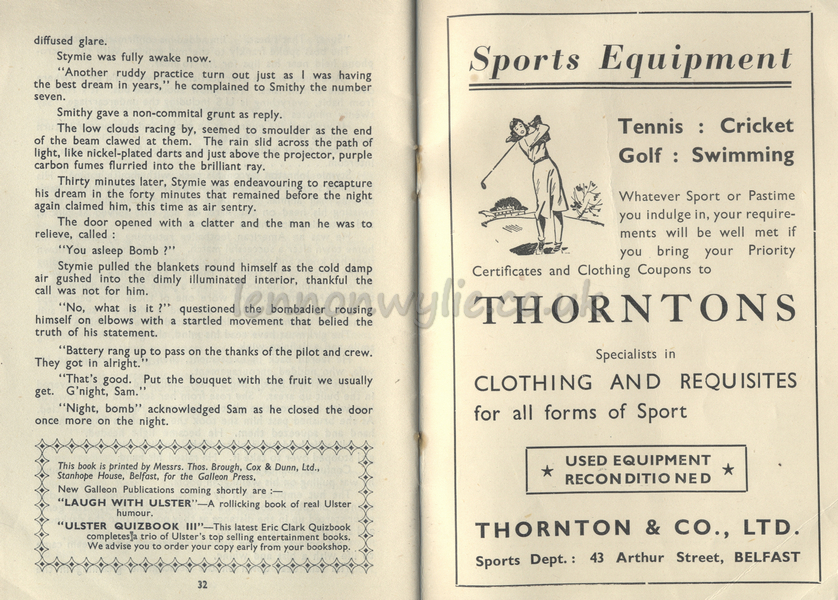 diffused glare.
Stymie was fully awake now.
"Another ruddy practice turn out just as I was having
the best dream in years," he complained to Smithy the number
seven.
Smithy gave a non-commital grunt as reply.
The low clouds racing by, seemed to smoulder as the end
of the beam clawed at them. The rain slid across the path of
light, like nickel-plated darts and just above the projector, purple
carbon fumes flurried into the brilliant ray.
Thirty minutes later, Stymie was endeavouring to recapture
his dream in the forty minutes that remained before the night
again claimed him, this time as air sentry.
The door opened with a clatter and the man he was to
relieve, called :
"You asleep Bomb ?"
Stymie pulled the blankets round himself as the cold damp
air gushed into the dimly illuminated interior, thankful the
call was not for him.
"No, what is it ?" questioned the bombadier rousing
himself on elbows with a startled movement that belied the
truth of his statement.
"Battery rang up to pass on the thanks of the pilot and crew.
They got in alright."
"That's good. Put the bouquet with the fruit we usually
get. G'night, Sam."
"Night, bomb" acknowledged Sam as he closed the door
once more on the night.
This book is printed by Messrs. Thos. Brough, Cox & Dunn, Ltd.,
Stanhope House, Belfast, for the Galleon Press,
New Galleon Publications coming shortly are :—
"LAUGH WITH ULSTER"—A rollicking book of real Ulster
humour.
"ULSTER QUIZBOOK III"—This latest Eric Clark Quizbook
completes a trio of Ulster's top selling entertainment books.
We advise you to order your copy early from your bookshop.
32
Sports Equipment
Tennis : Cricket
Golf : Swimming
Whatever Sport or Pastime
you indulge in, your require-
ments will be well met if
you bring your Priority
Certificates and Clothing Coupons to
THORNTONS
Specialists in
CLOTHING AND REQUISITES
for all forms of Sport
★ USED EQUIPMENT ★
RECONDITIONED
THORNTON & CO., LTD.
Sports Dept. : 43 Arthur Street, BELFAST
lennonwylie.co.uk